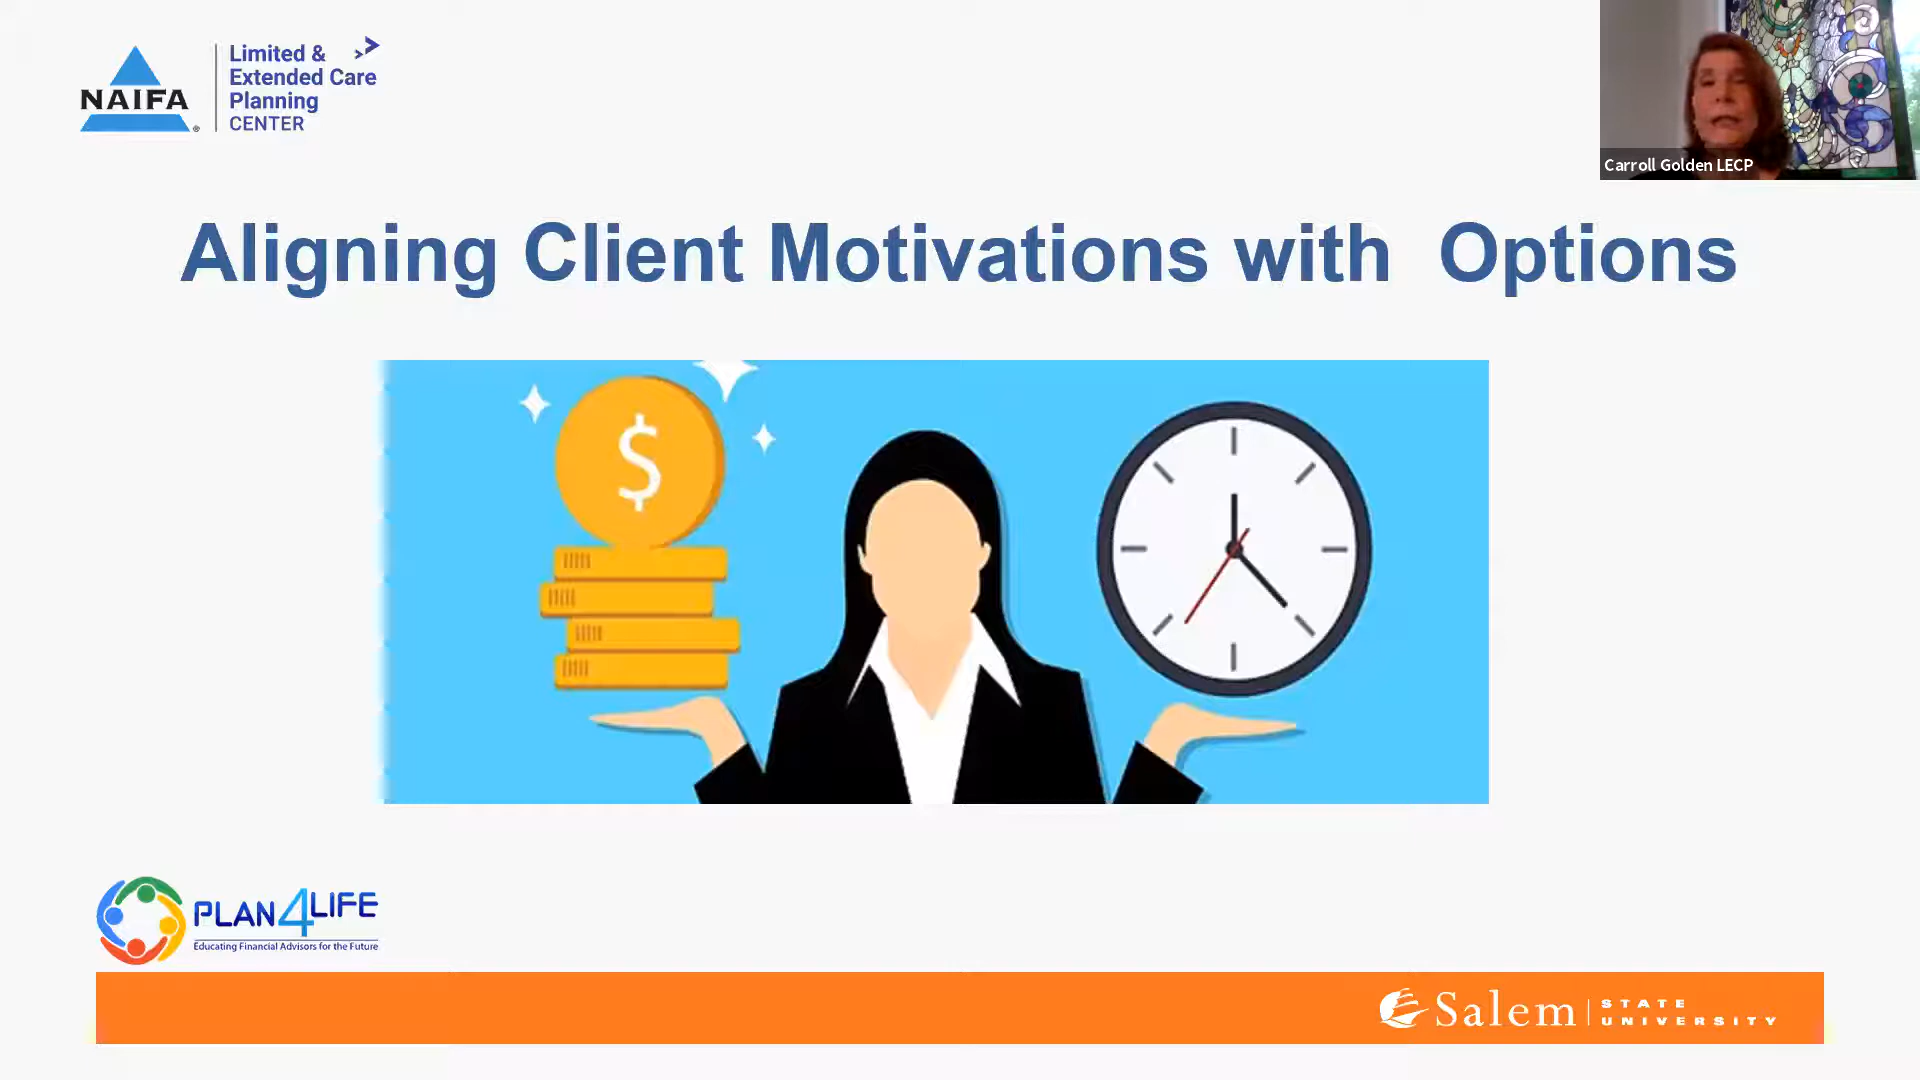 NAIFA®
Limited &
Extended Care
Planning
CENTER
Carroll Golden LECP
Aligning Client Motivations with Options
$
PLAN4LIFE
Educating Financial Advisors for the Future
Salem
STATE
UNIVERSITY